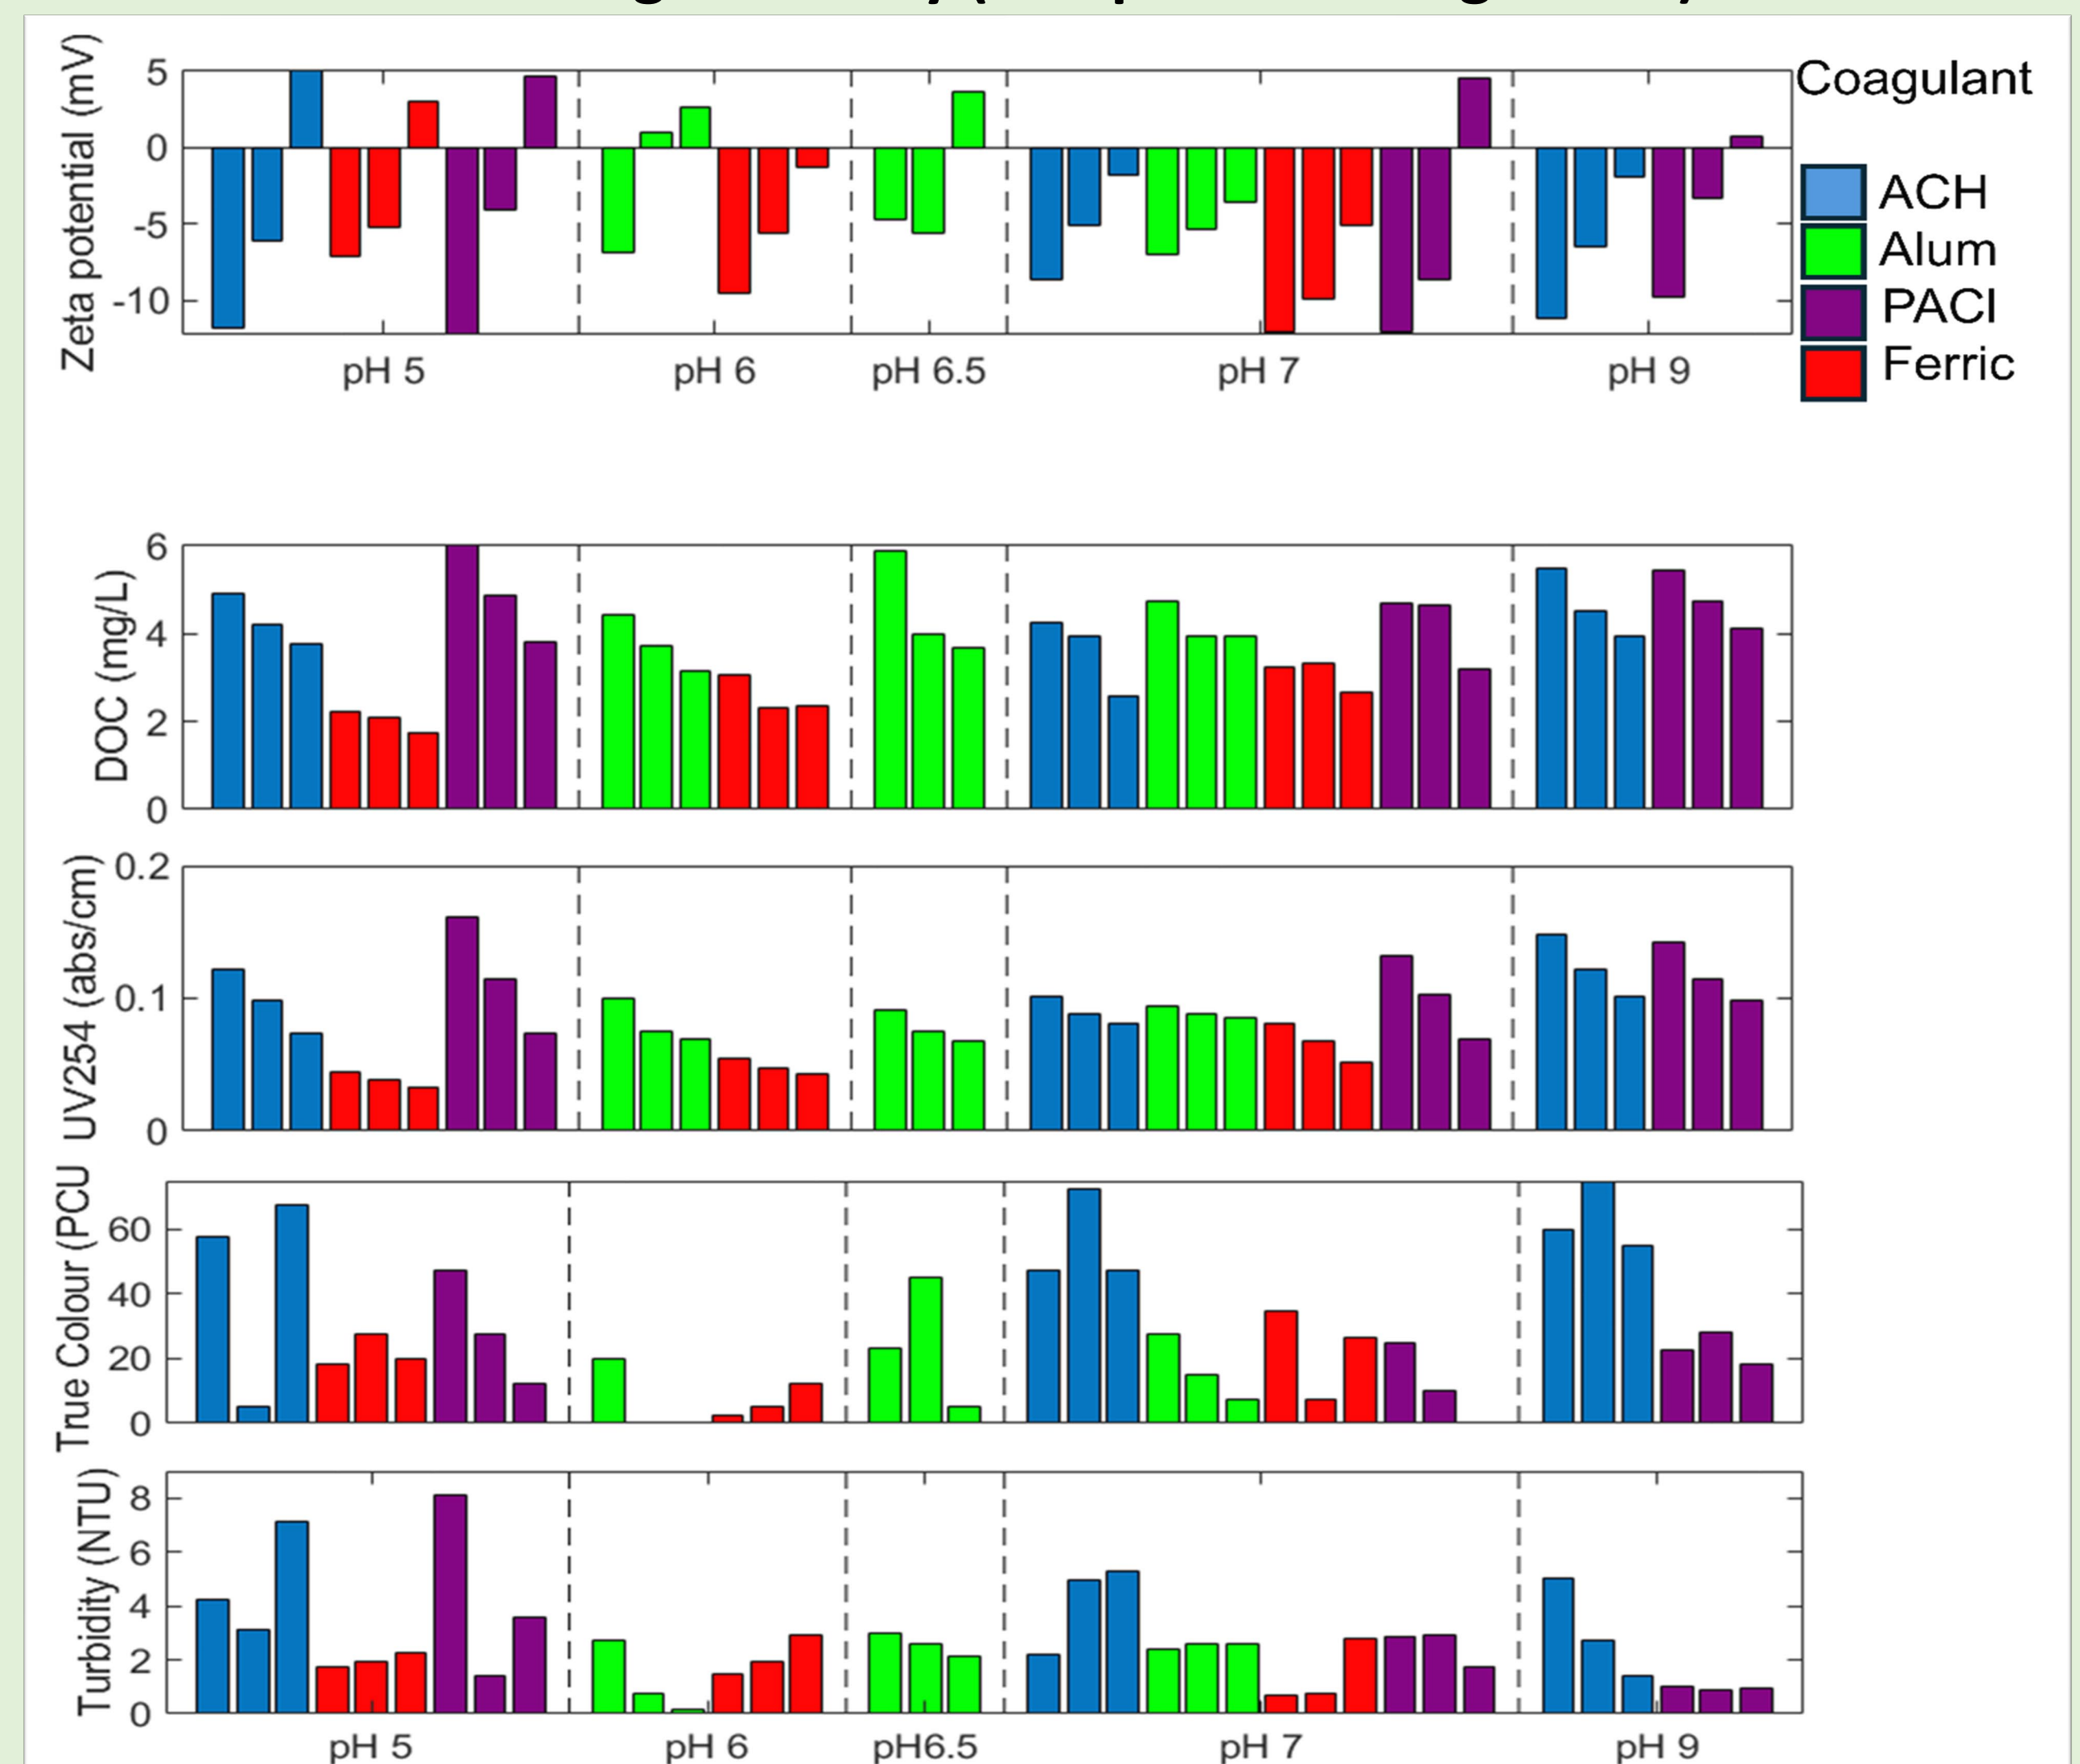 Zeta potential (mV)
5
0
-5
-10
pH 5
pH 6
pH 6.5
pH 7
pH 9
Coagulant
ACH
Alum
PACI
Ferric
DOC (mg/L)
6
4
2
0
UV254 (abs/cm)
0.2
0.1
0
True Colour (PCU
60
40
20
0
Turbidity (NTU)
8
6
4
2
0
pH 5
pH 6
pH6.5
pH 7
pH 9